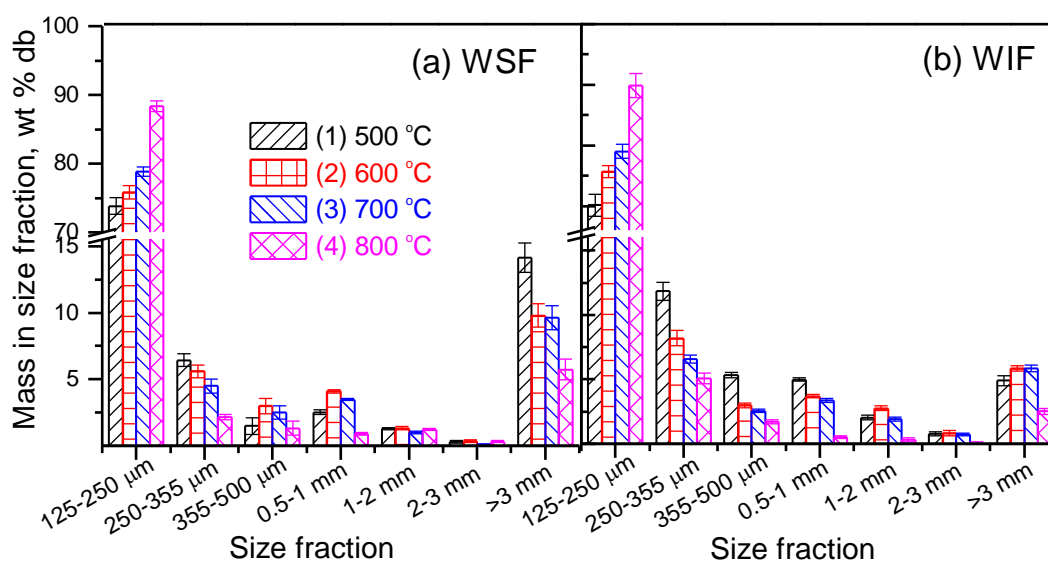 Mass in size fraction, wt % db
100
90
80
70
15
10
5
(a) WSF
(b) WIF
(1) 500 °C
(2) 600 °C
(3) 700 °C
(4) 800 °C
125-250 µm
250-355 µm
355-500 µm
0.5-1 mm
1-2 mm
2-3 mm
>3 mm
125-250 µm
250-355 µm
355-500 µm
0.5-1 mm
1-2 mm
2-3 mm
>3 mm
Size fraction
Size fraction